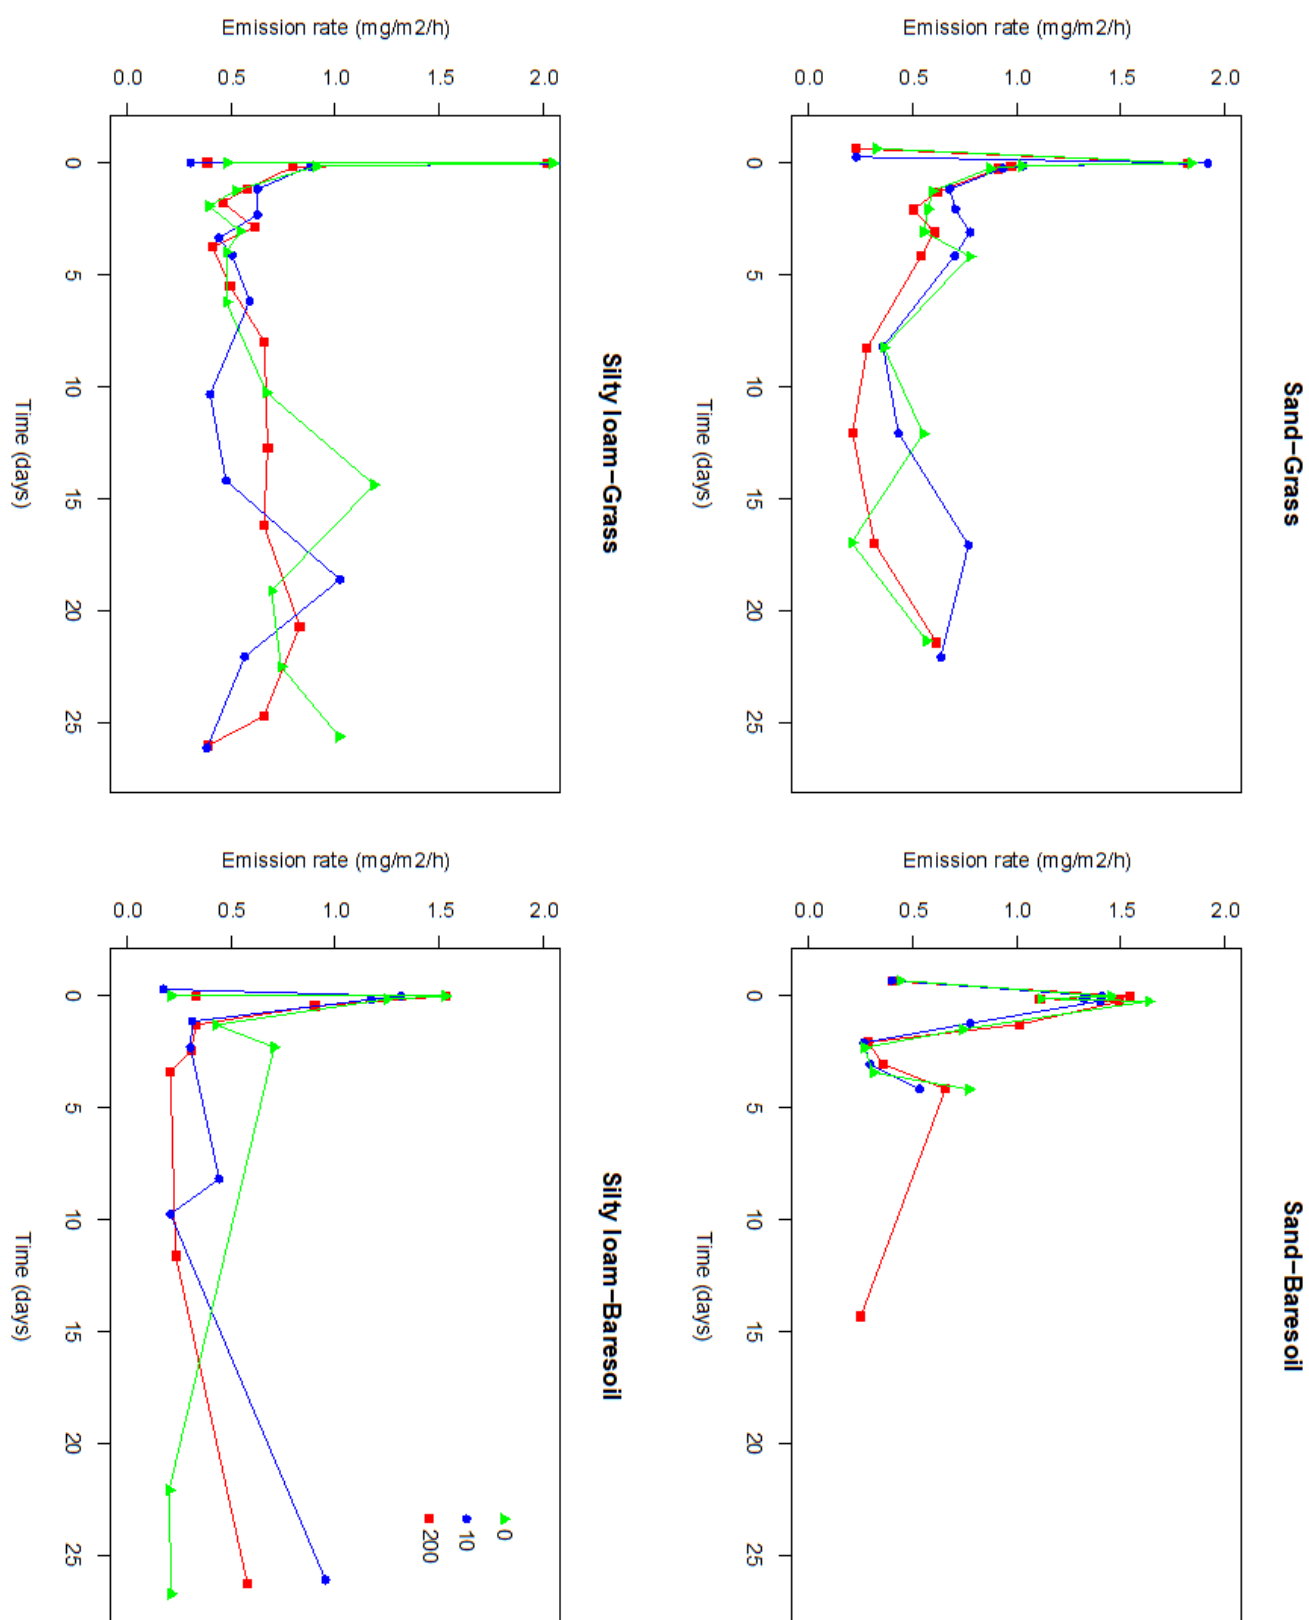 Sand−Grass
Emission rate (mg/m2/h)
0.0 0.5 1.0 1.5 2.0
0 5 10 15 20 25
Time (days)
Sand−Baresoil
Emission rate (mg/m2/h)
0.0 0.5 1.0 1.5 2.0
0 5 10 15 20 25
Time (days)
Silty loam−Grass
Emission rate (mg/m2/h)
0.0 0.5 1.0 1.5 2.0
0 5 10 15 20 25
Time (days)
Silty loam−Baresoil
Emission rate (mg/m2/h)
0.0 0.5 1.0 1.5 2.0
0 5 10 15 20 25
Time (days)
0
10
200